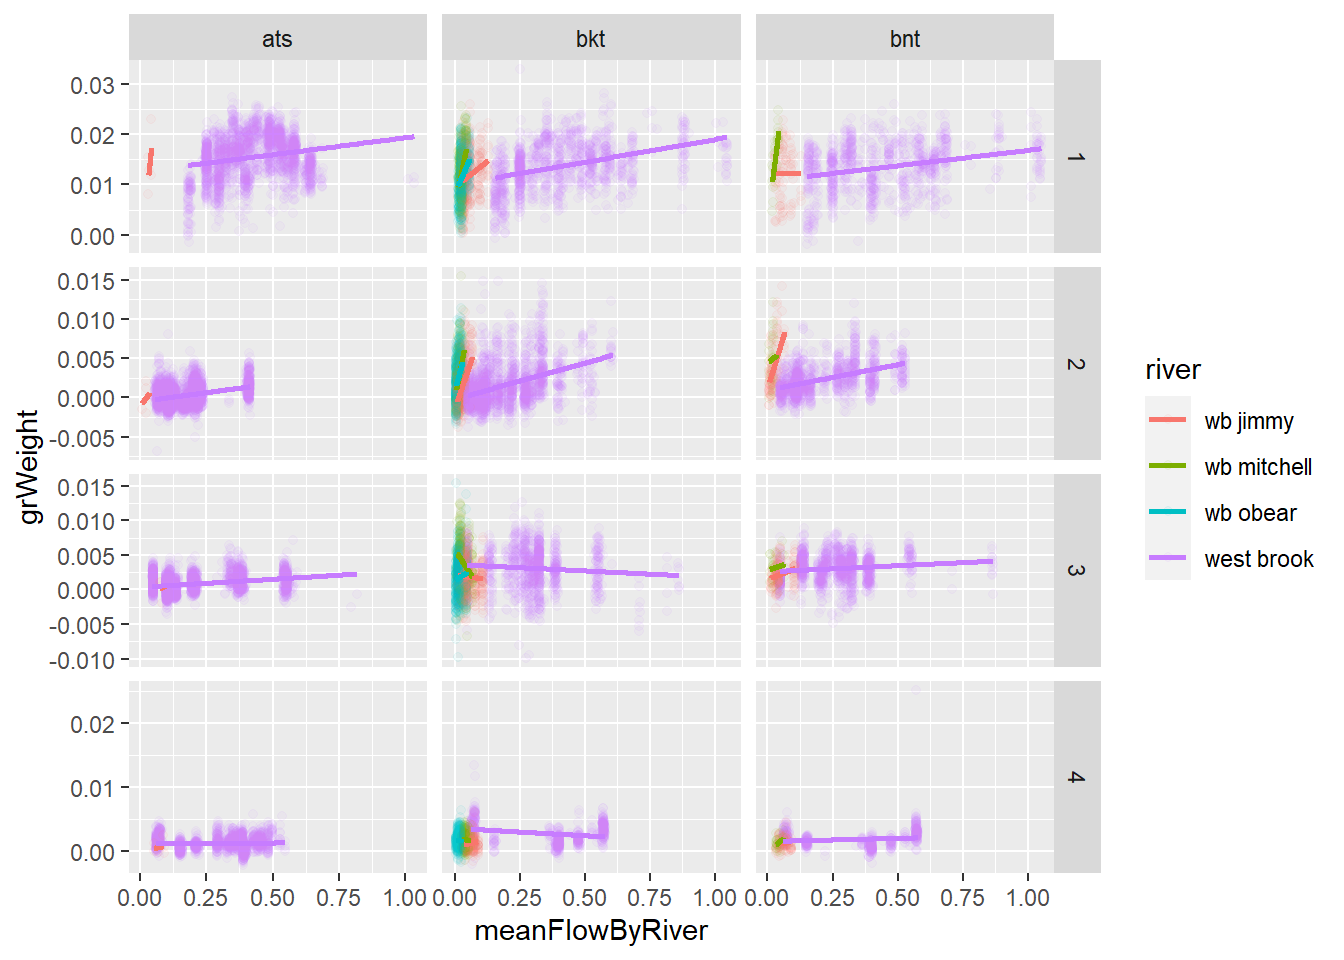 ats bkt bnt
0.03
0.02
0.01
0.00
1
0.015
0.010
0.005
0.000
-0.005
2
0.015
0.010
0.005
0.000
-0.005
-0.010
3
0.02
0.01
0.00
4
0.00 0.25 0.50 0.75 1.00 0.00 0.25 0.50 0.75 1.00 0.00 0.25 0.50 0.75 1.00
meanFlowByRiver
grWeight
river
wb jimmy
wb mitchell
wb obear
west brook